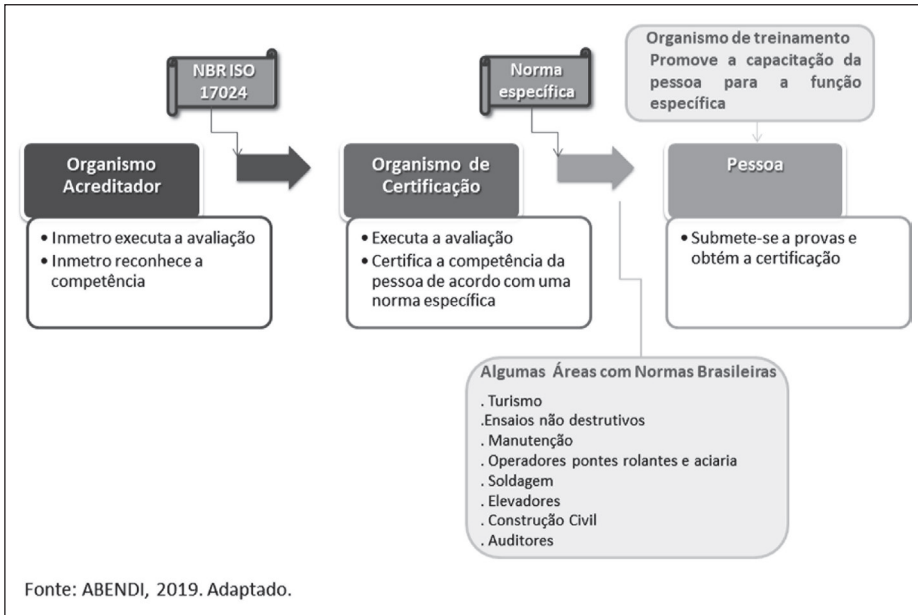 NBR ISO
17024
Norma
específica
Organismo de treinamento
Promove a capacitação da
pessoa para a função
específica
Organismo
Acreditador
• Inmetro executa a avaliação
• Inmetro reconhece a
competência
Organismo de
Certificação
• Executa a avaliação
• Certifica a competência da
pessoa de acordo com uma
norma específica
Pessoa
• Submete-se a provas e
obtém a certificação
Algumas Áreas com Normas Brasileiras
. Turismo
.Ensaios não destrutivos
. Manutenção
. Operadores pontes rolantes e aciaria
. Soldagem
. Elevadores
. Construção Civil
. Auditores
Fonte: ABENDI, 2019. Adaptado.